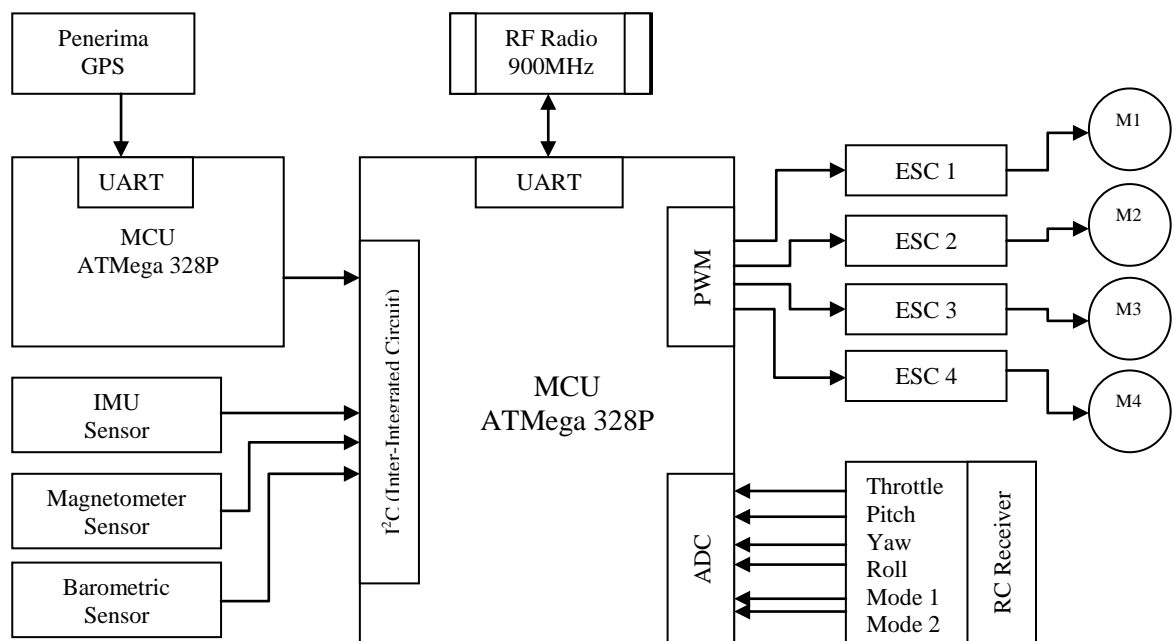 Penerima
GPS
RF Radio
900MHz
M1
UART
UART
ESC 1
MCU
ATMega 328P
M2
ESC 2
PWM
ESC 3
M3
I²C (Inter-Integrated Circuit)
MCU
ATMega 328P
ESC 4
M4
IMU
Sensor
Magnetometer
Sensor
Barometric
Sensor
ADC
Throttle
Pitch
Yaw
Roll
Mode 1
Mode 2
RC Receiver